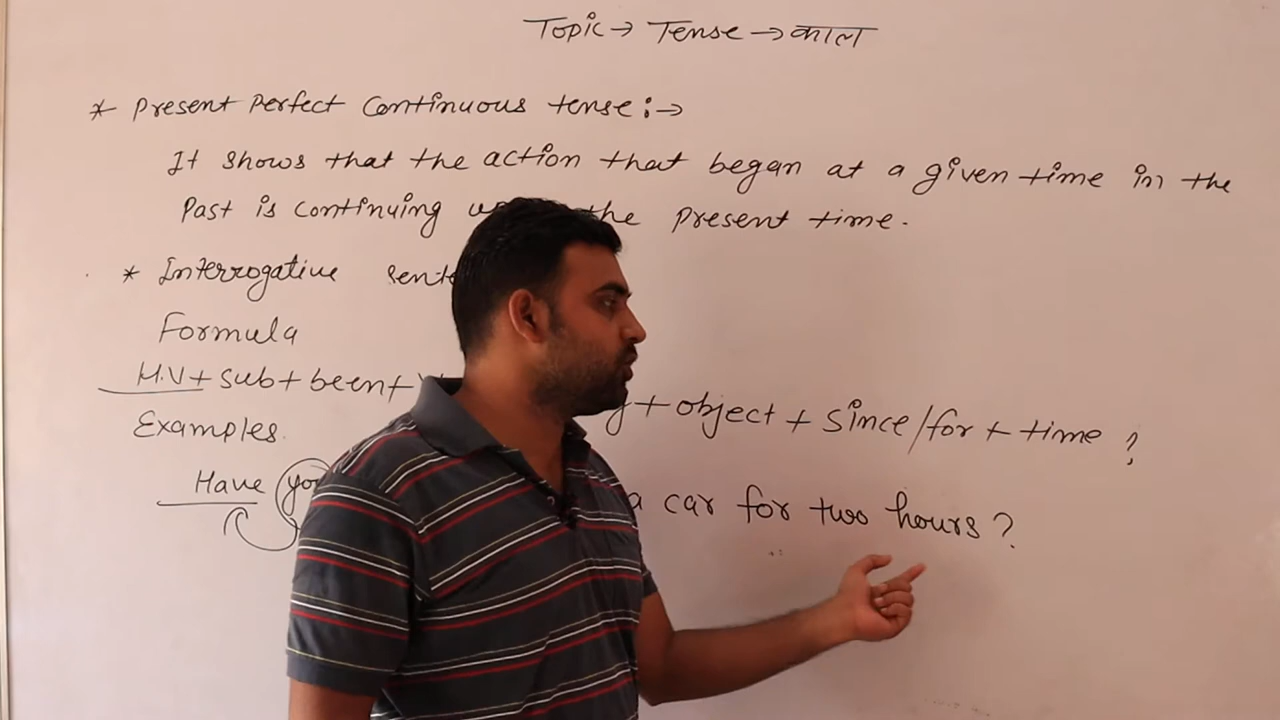 Topic → Tense → काल
* Present Perfect Continuous tense :→
It shows that the action that began at a given time in the
Past is continuing the present time.
* Interrogative
Formula
H.V + sub + been + + object + since/for + time ?
Examples.
Have a car for two hours ?